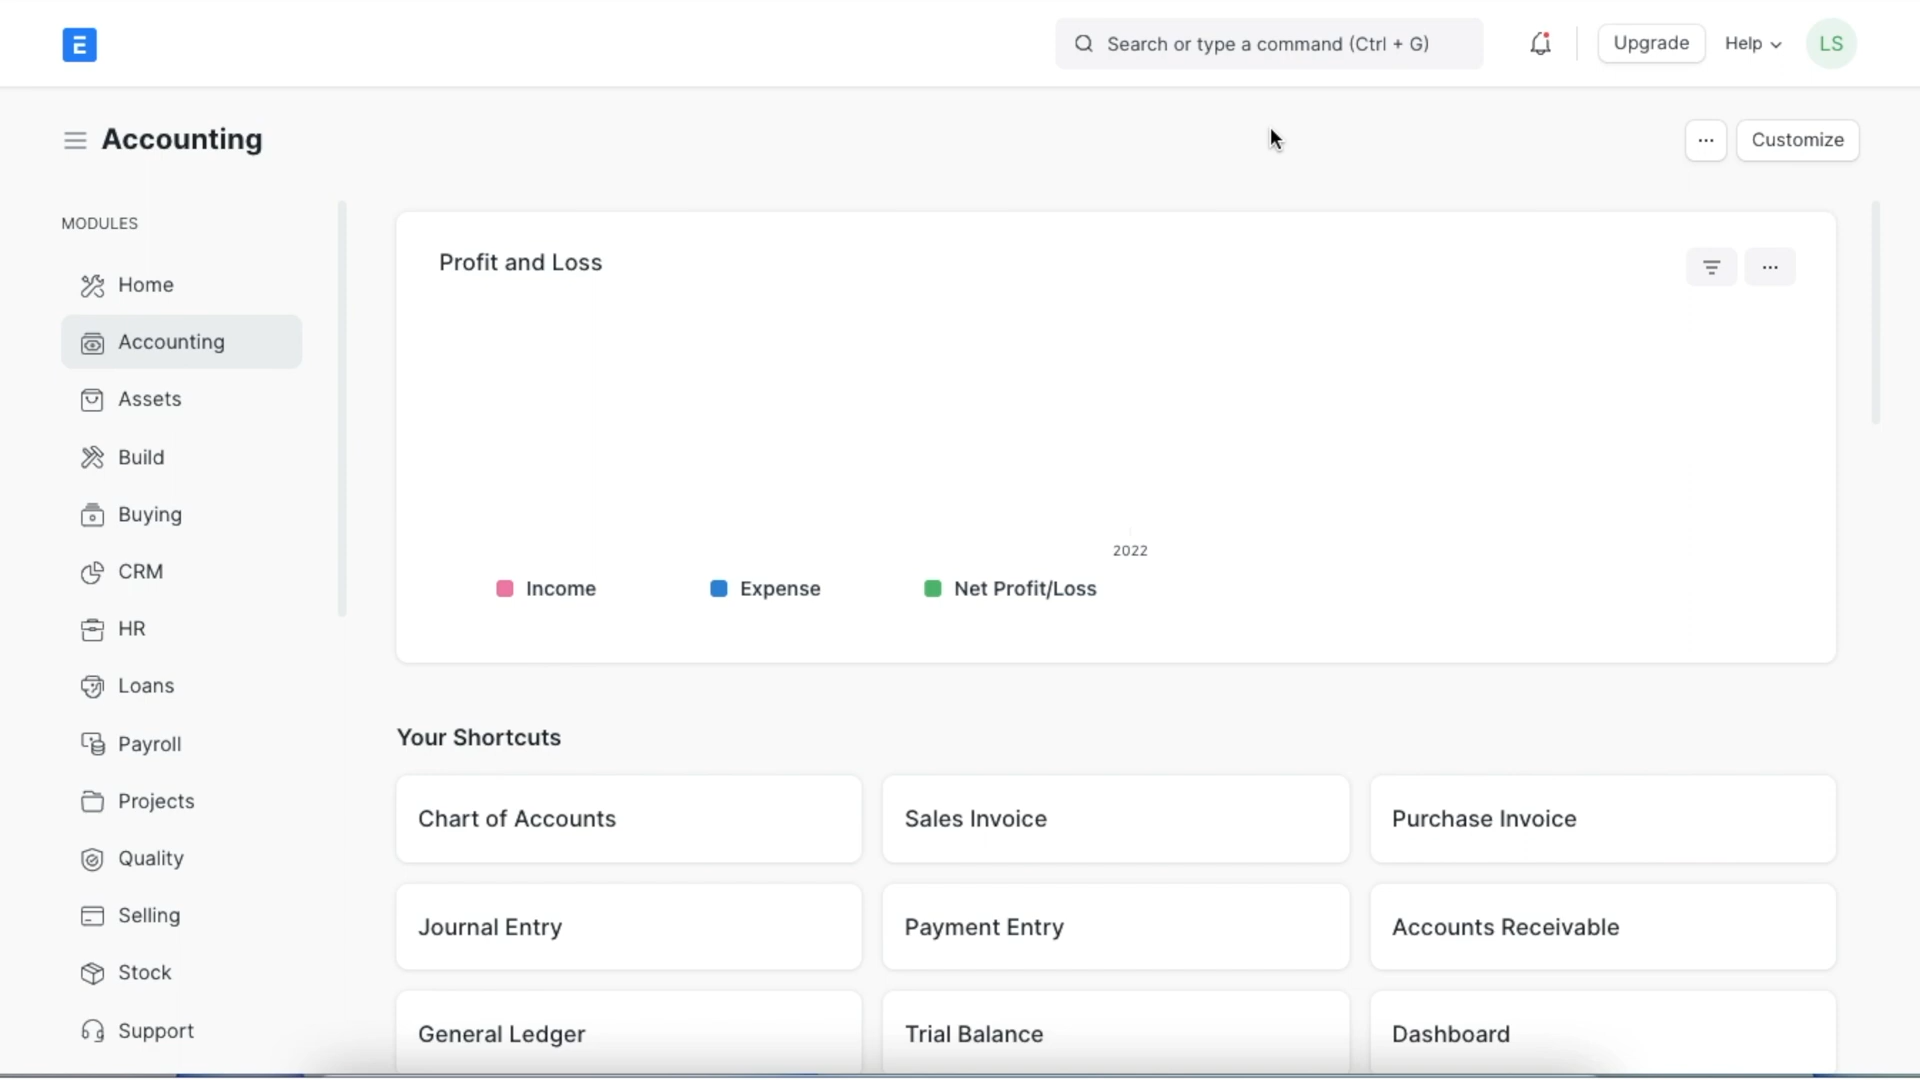 E
Search or type a command (Ctrl + G)
Upgrade
Help
LS
Accounting
...
Customize
MODULES
Home
Accounting
Assets
Build
Buying
CRM
HR
Loans
Payroll
Projects
Quality
Selling
Stock
Support
Profit and Loss
...
2022
Income
Expense
Net Profit/Loss
Your Shortcuts
Chart of Accounts
Sales Invoice
Purchase Invoice
Journal Entry
Payment Entry
Accounts Receivable
General Ledger
Trial Balance
Dashboard